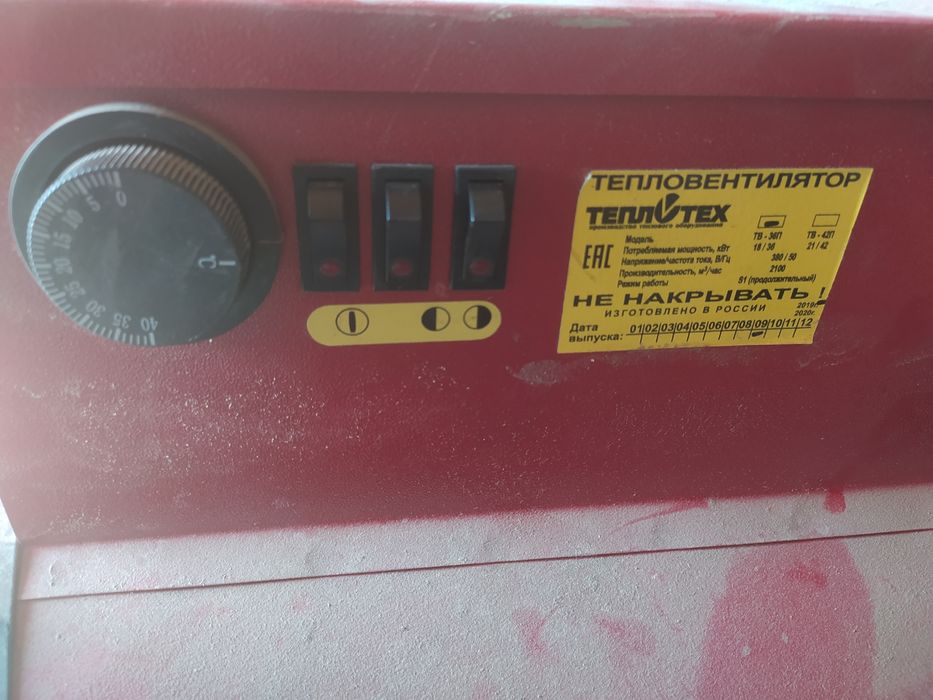 0
5
10
15
20
25
30
35
40
°C
ТЕПЛОВЕНТИЛЯТОР
ТЕПЛОТЕХ
производство теплового оборудования
ЕАС
Модель ТВ - 36П ТВ - 42П
Потребляемая мощность, кВт 18 / 36 21 / 42
Напряжение/частота тока, В/Гц 380 / 50
Производительность, м³/час 2100
Режим работы S1 (продолжительный)
НЕ НАКРЫВАТЬ !
ИЗГОТОВЛЕНО В РОССИИ
2019г.
2020г.
Дата выпуска: 01 02 03 04 05 06 07 08 09 10 11 12